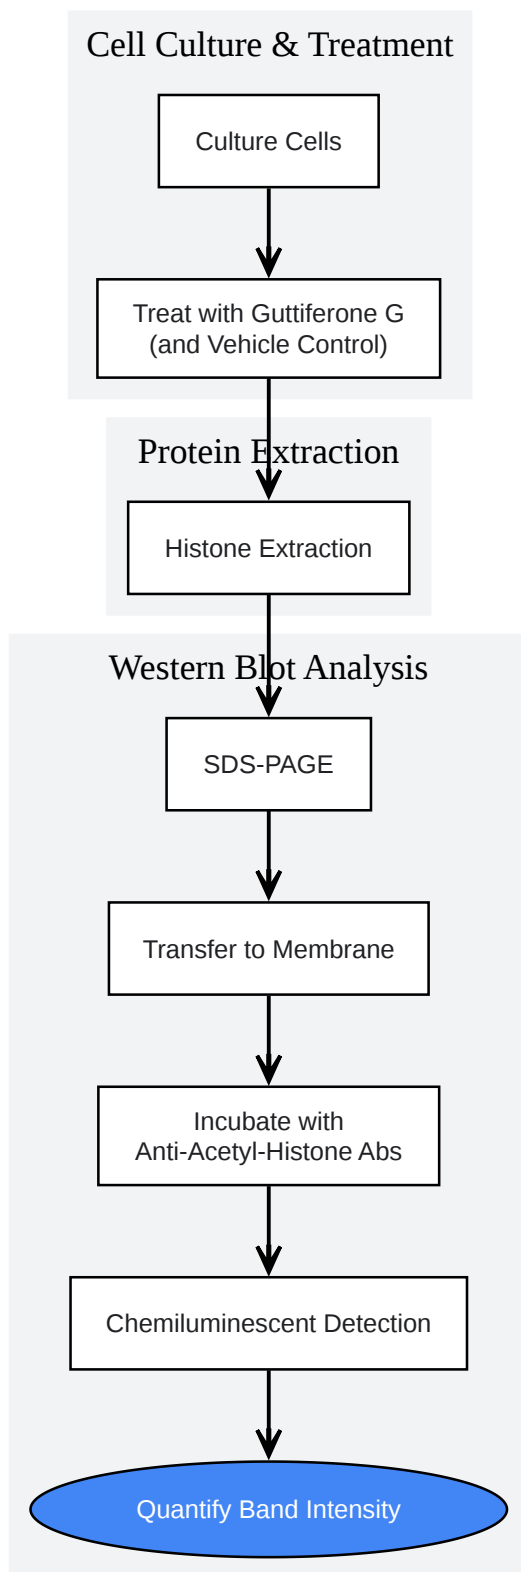 Cell Culture & Treatment
Culture Cells
Treat with Guttiferone G
(and Vehicle Control)
Protein Extraction
Histone Extraction
Western Blot Analysis
SDS-PAGE
Transfer to Membrane
Incubate with
Anti-Acetyl-Histone Abs
Chemiluminescent Detection
Quantify Band Intensity